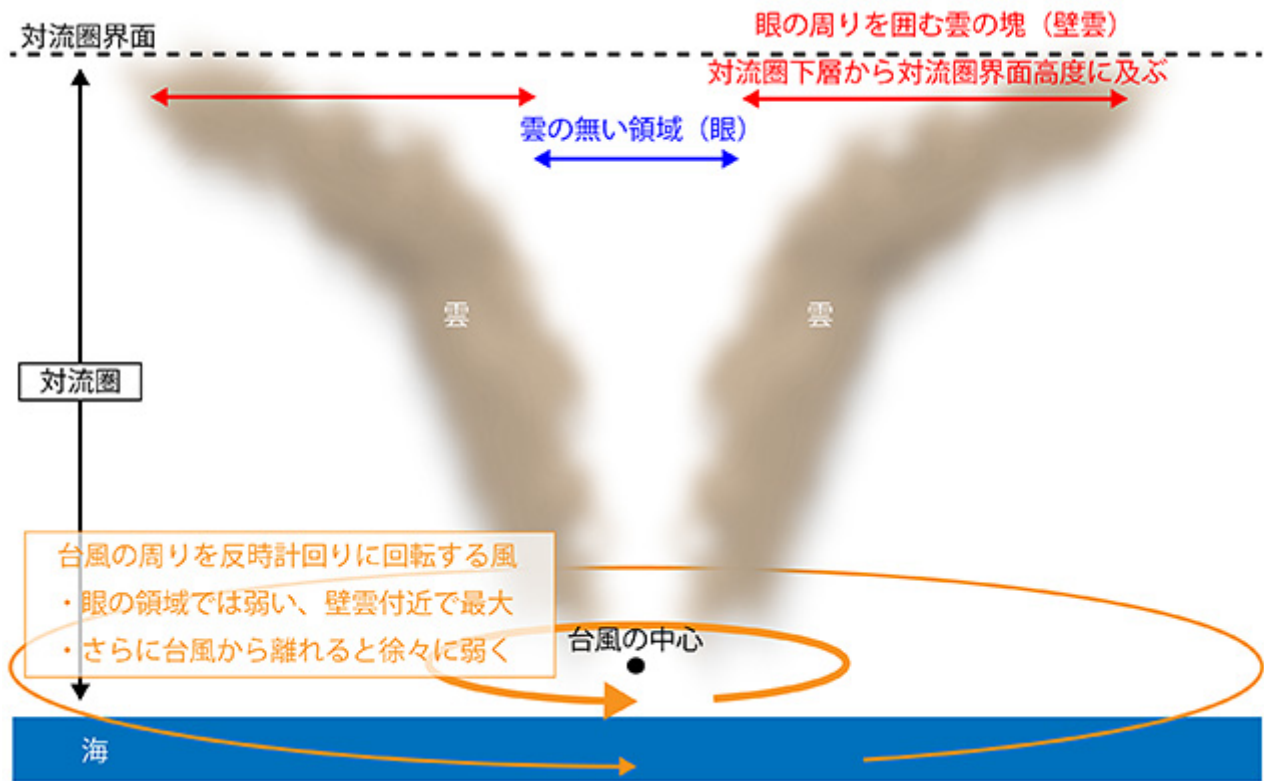 対流圏界面
眼の周りを囲む雲の塊（壁雲）
対流圏下層から対流圏界面高度に及ぶ
雲の無い領域（眼）
雲
雲
対流圏
台風の周りを反時計回りに回転する風
・眼の領域では弱い、壁雲付近で最大
・さらに台風から離れると徐々に弱く
台風の中心
海